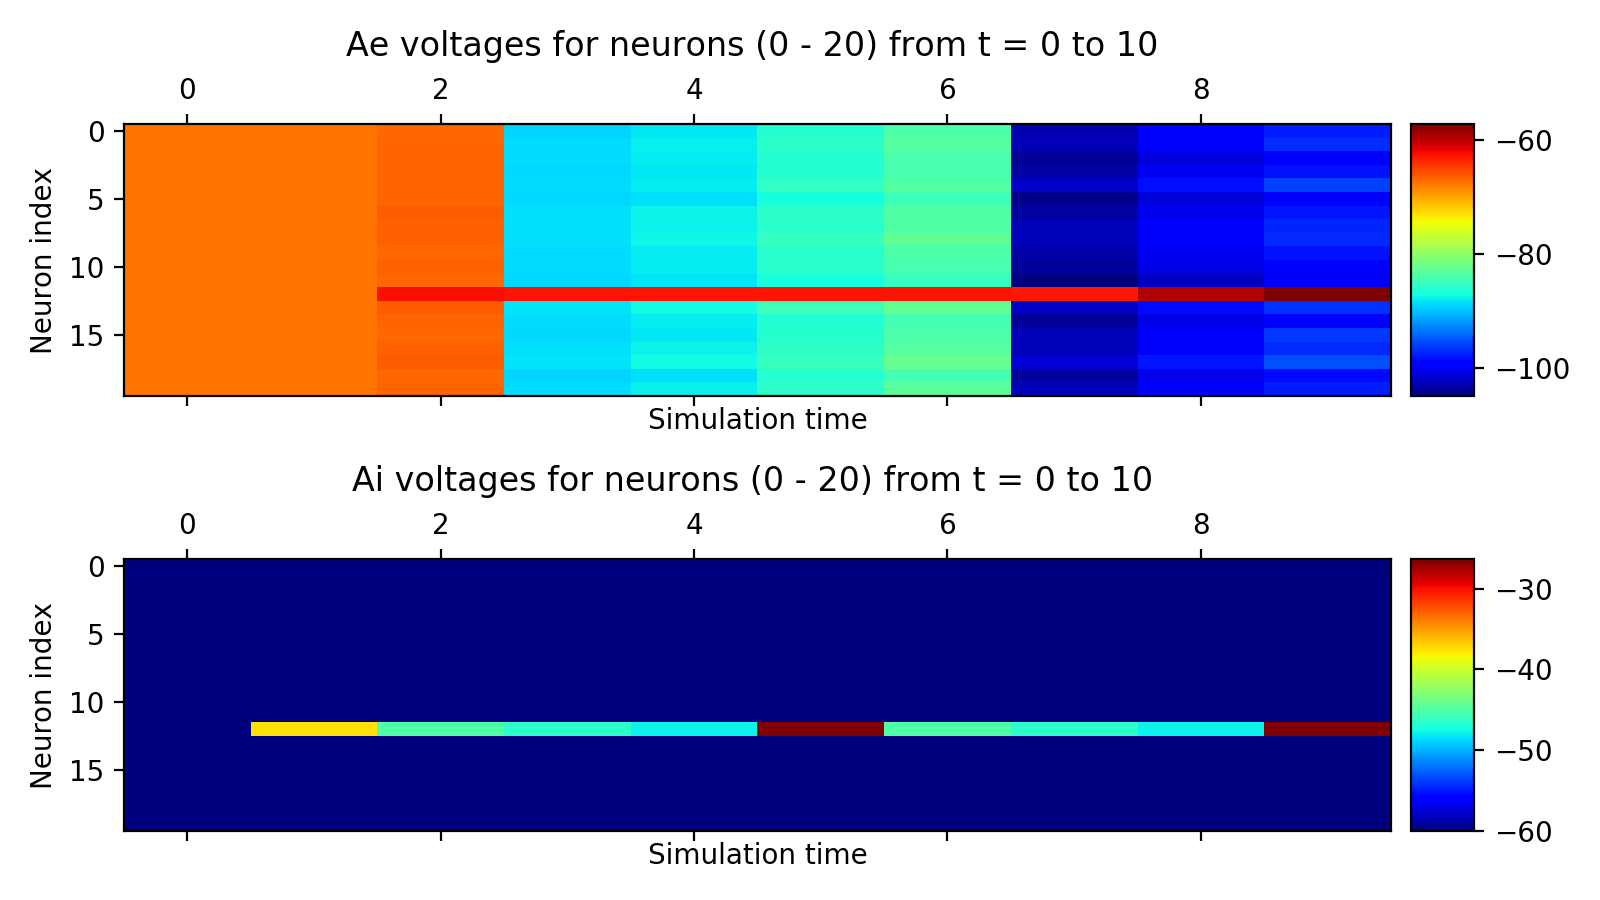 Ae voltages for neurons (0 - 20) from t = 0 to 10
0 2 4 6 8
Neuron index
0
5
10
15
−60
−80
−100
Simulation time
Ai voltages for neurons (0 - 20) from t = 0 to 10
0 2 4 6 8
Neuron index
0
5
10
15
−30
−40
−50
−60
Simulation time